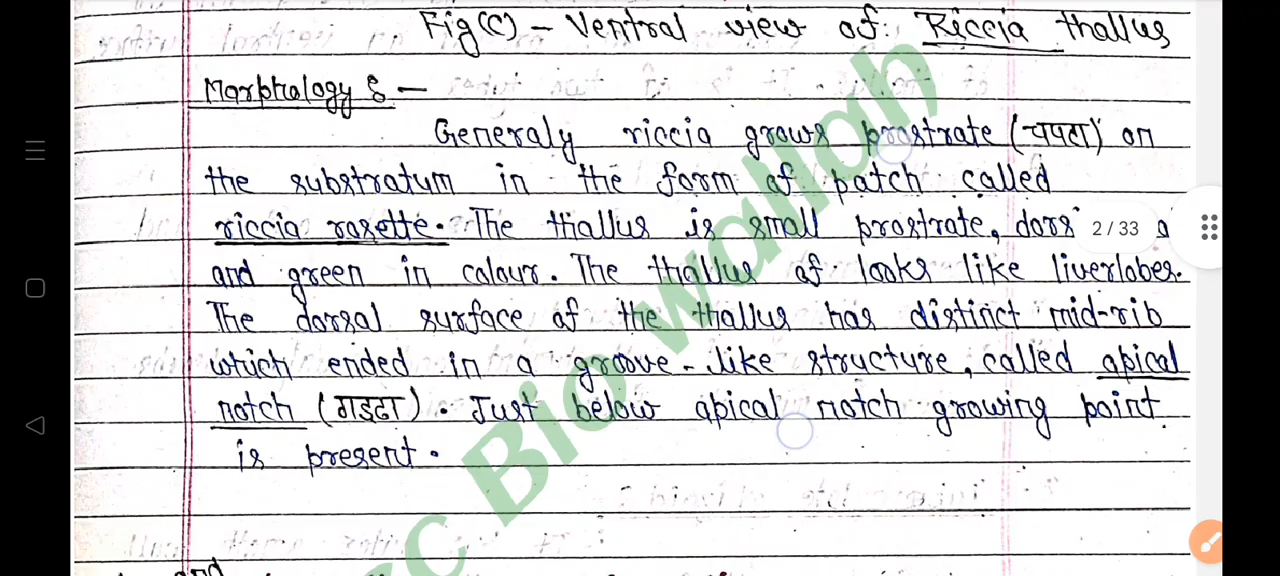 Fig(C) - Ventral view of Riccia thallus
Morphology :-
Generaly riccia grows prostrate (चपटा) on
the substratum in the form of patch called
riccia rosette. The thallus is small prostrate, dors
2/33
and green in colour. The thallus of looks like liverlobes.
The dorsal surface of the thallus has distinct mid-rib
which ended in a groove-like structure, called apical
notch (गड्ढा). Just below apical notch growing point
is present.
Bio wallah